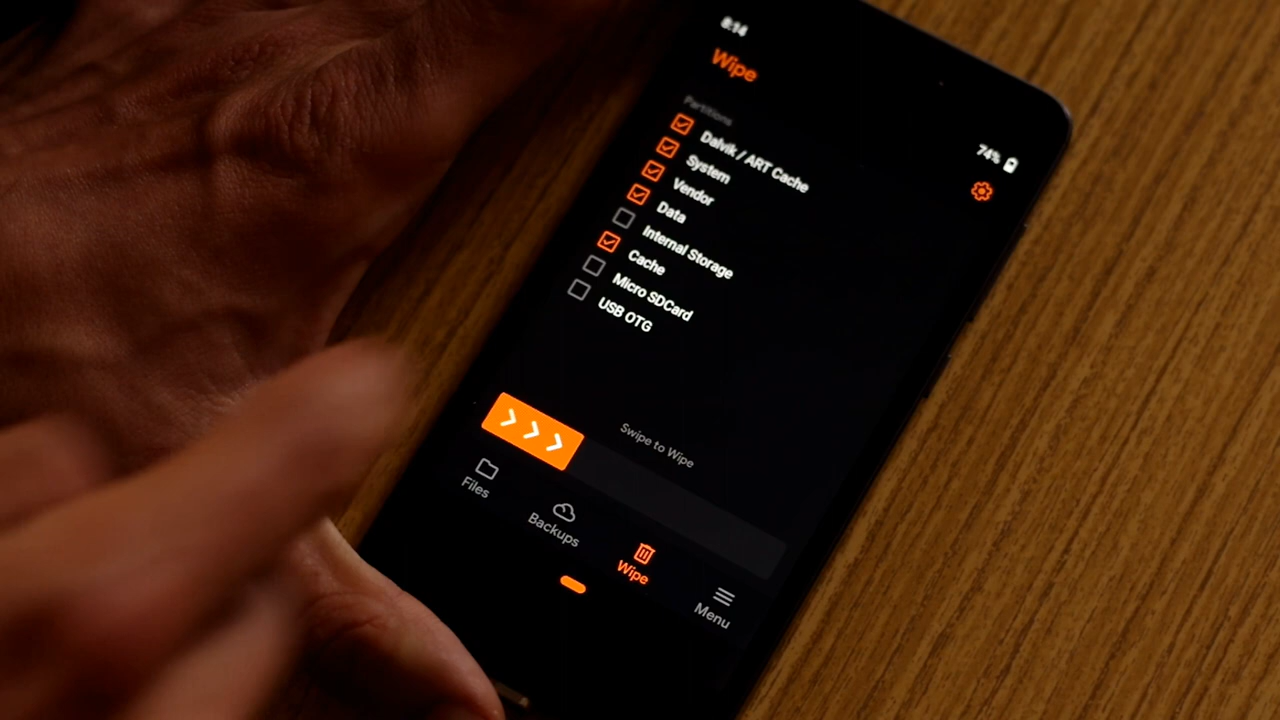 8:14
74%
Wipe
Partitions
Dalvik / ART Cache
System
Vendor
Data
Internal Storage
Cache
Micro SDCard
USB OTG
Swipe to Wipe
Files
Backups
Wipe
Menu